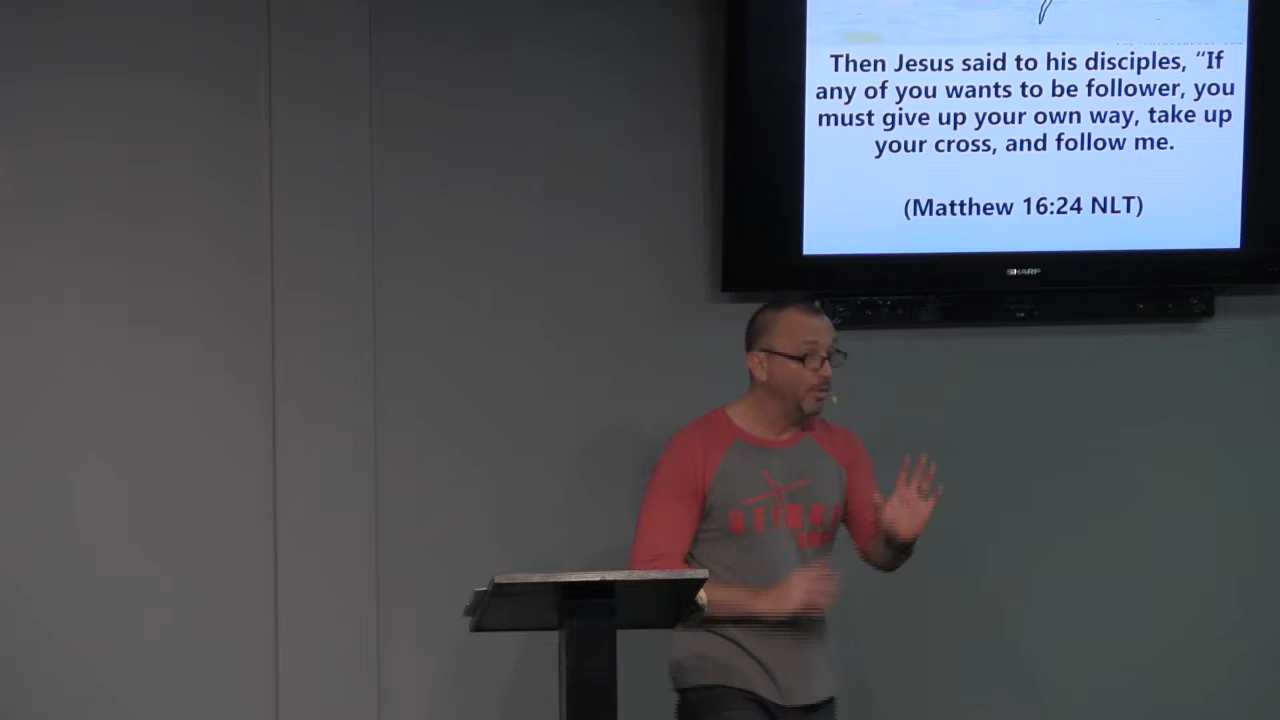 Then Jesus said to his disciples, “If
any of you wants to be follower, you
must give up your own way, take up
your cross, and follow me.
(Matthew 16:24 NLT)
SHARP